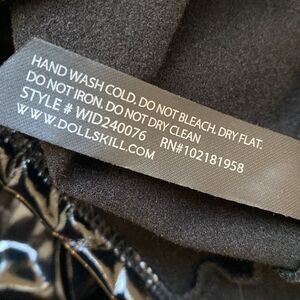 HAND WASH COLD. DO NOT BLEACH. DRY FLAT.
DO NOT IRON. DO NOT DRY CLEAN
STYLE # WID240076 RN#102181958
WWW.DOLLSKILL.COM